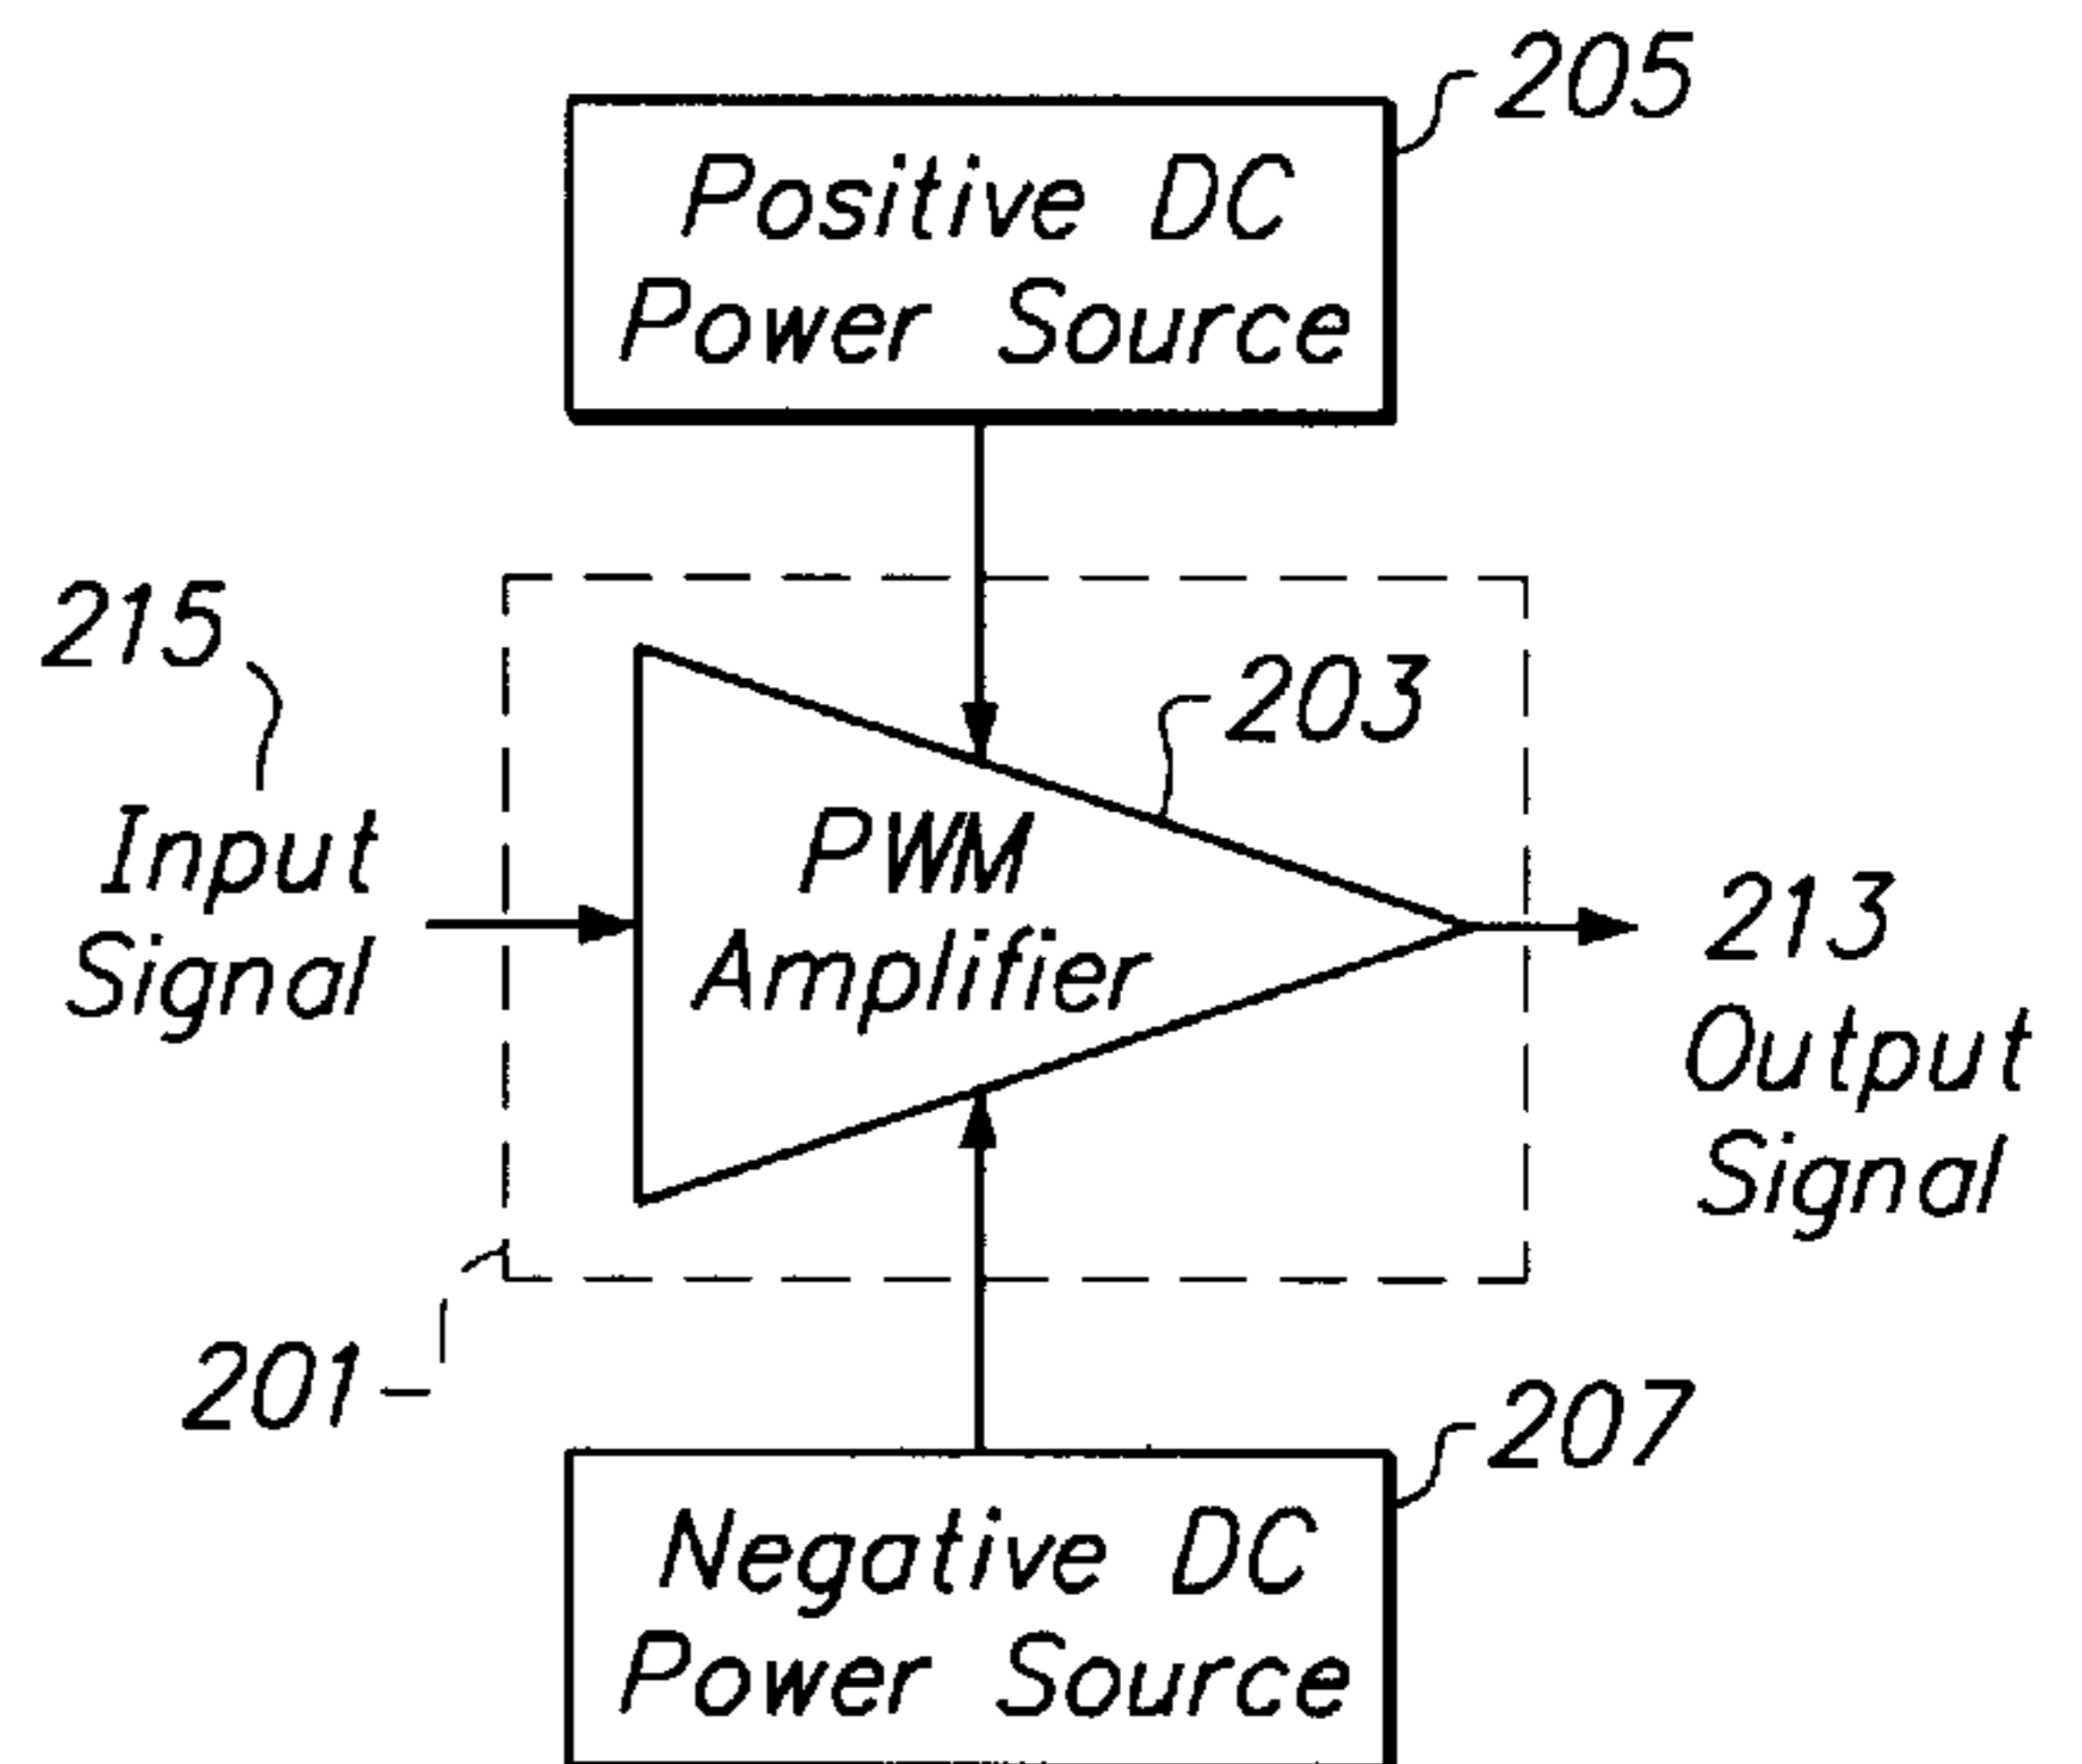 205
Positive DC
Power Source
215
203
Input
Signal
PWM
Amplifier
213
Output
Signal
201
207
Negative DC
Power Source